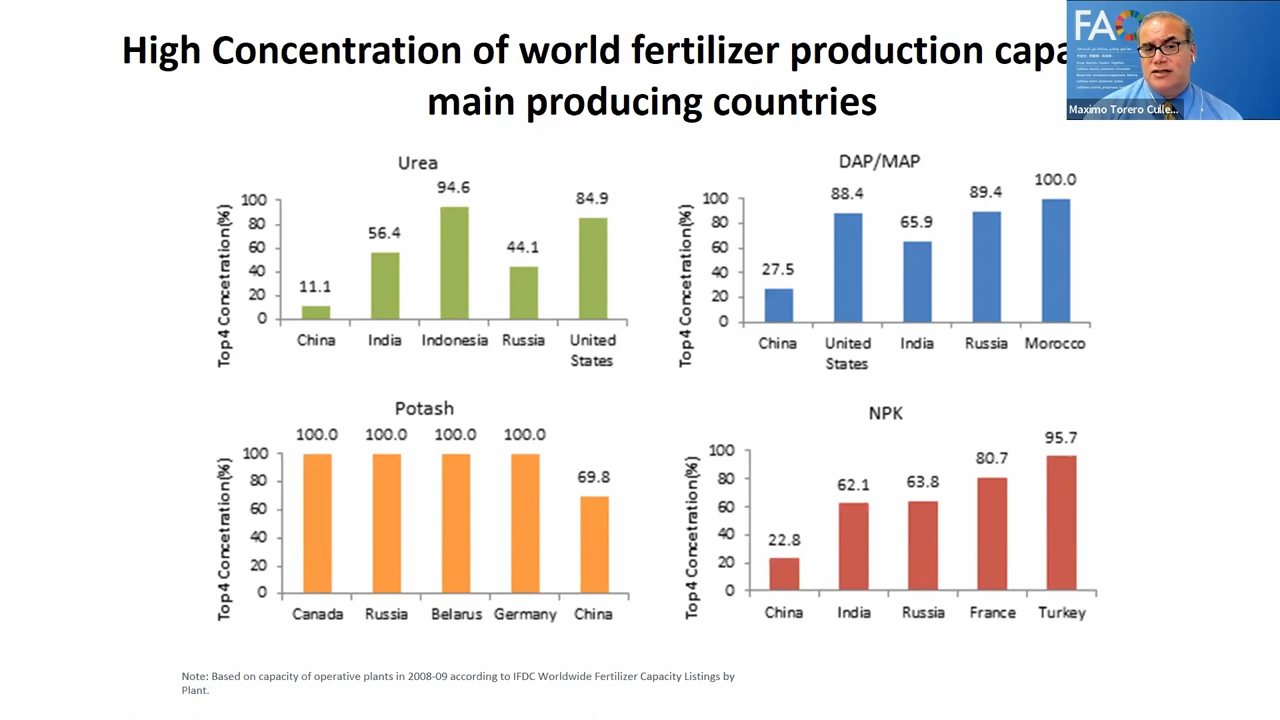 High Concentration of world fertilizer production capa
main producing countries
FAO
Maximo Torero Culle...
Urea
Top4 Concetration(%)
100
80
60
40
20
0
11.1
56.4
94.6
44.1
84.9
China
India
Indonesia
Russia
United
States
DAP/MAP
Top4 Concetration(%)
100
80
60
40
20
0
27.5
88.4
65.9
89.4
100.0
China
United
States
India
Russia
Morocco
Potash
Top4 Concetration(%)
100
80
60
40
20
0
100.0
100.0
100.0
100.0
69.8
Canada
Russia
Belarus
Germany
China
NPK
Top4 Concetration(%)
100
80
60
40
20
0
22.8
62.1
63.8
80.7
95.7
China
India
Russia
France
Turkey
Note: Based on capacity of operative plants in 2008-09 according to IFDC Worldwide Fertilizer Capacity Listings by
Plant.